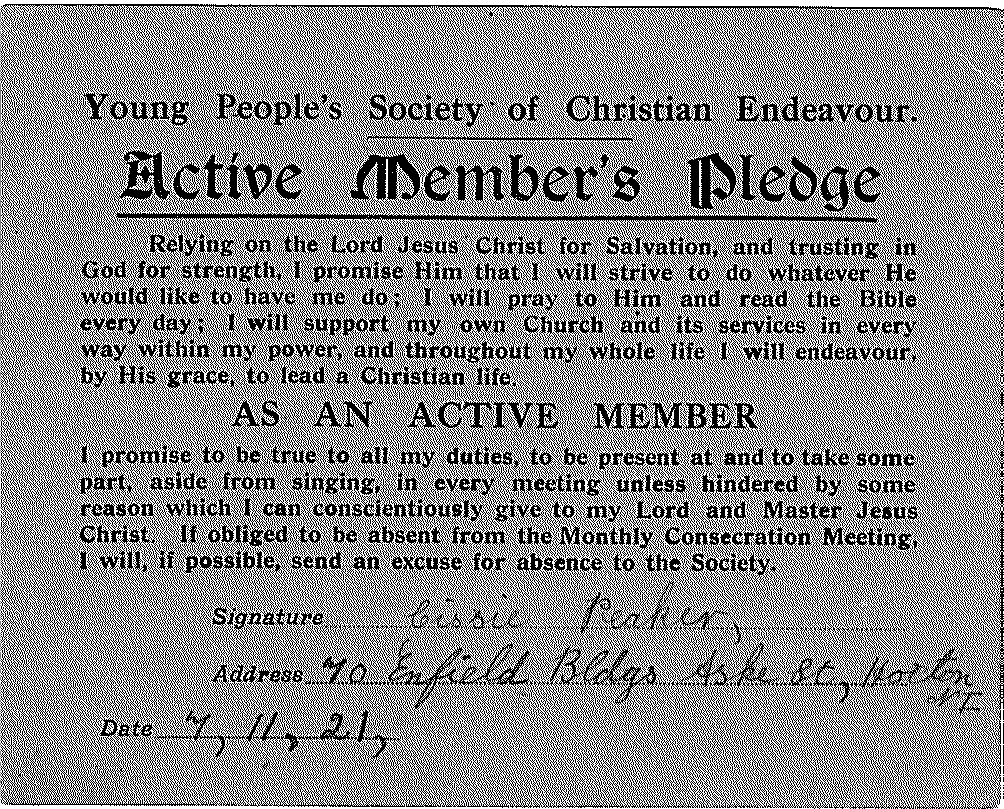 Young People's Society of Christian Endeavour.
Active Member's Pledge
Relying on the Lord Jesus Christ for Salvation, and trusting in
God for strength, I promise Him that I will strive to do whatever He
would like to have me do; I will pray to Him and read the Bible
every day; I will support my own Church and its services in every
way within my power, and throughout my whole life I will endeavour,
by His grace, to lead a Christian life.
AS AN ACTIVE MEMBER
I promise to be true to all my duties, to be present at and to take some
part, aside from singing, in every meeting unless hindered by some
reason which I can conscientiously give to my Lord and Master Jesus
Christ. If obliged to be absent from the Monthly Consecration Meeting,
I will, if possible, send an excuse for absence to the Society.
Signature Cissie
Address 70 Enfield Bldgs Aske St, Hoxton
Date 7, 11, 21,